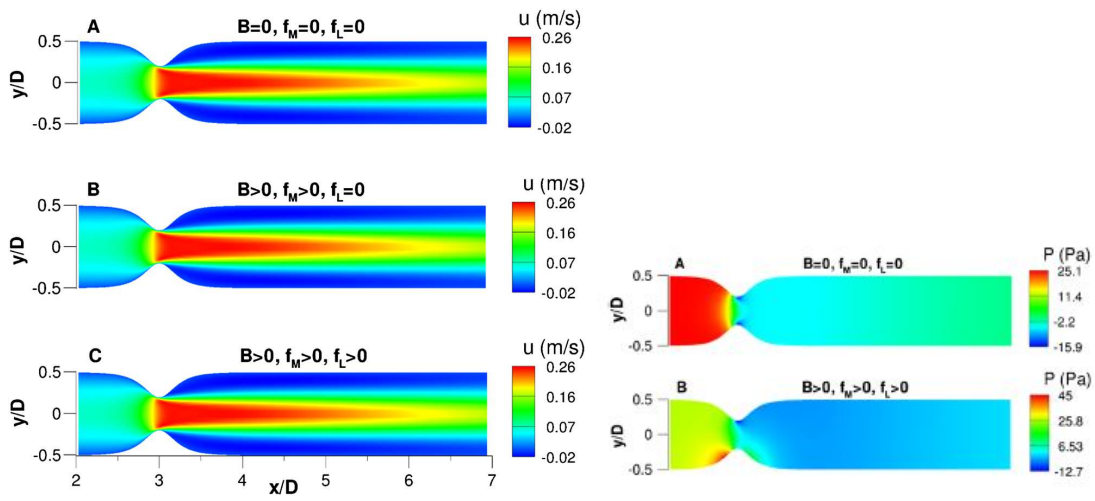 A B=0, f_M=0, f_L=0 u (m/s)
0.5
0
-0.5
y/D
0.26
0.16
0.07
-0.02
B B>0, f_M>0, f_L=0 u (m/s)
0.5
0
-0.5
y/D
0.26
0.16
0.07
-0.02
C B>0, f_M>0, f_L>0 u (m/s)
0.5
0
-0.5
y/D
0.26
0.16
0.07
-0.02
2 3 4 5 6 7
x/D
A B=0, f_M=0, f_L=0 P (Pa)
0.5
0
-0.5
y/D
25.1
11.4
-2.2
-15.9
B B>0, f_M>0, f_L>0 P (Pa)
0.5
0
-0.5
y/D
45
25.8
6.53
-12.7